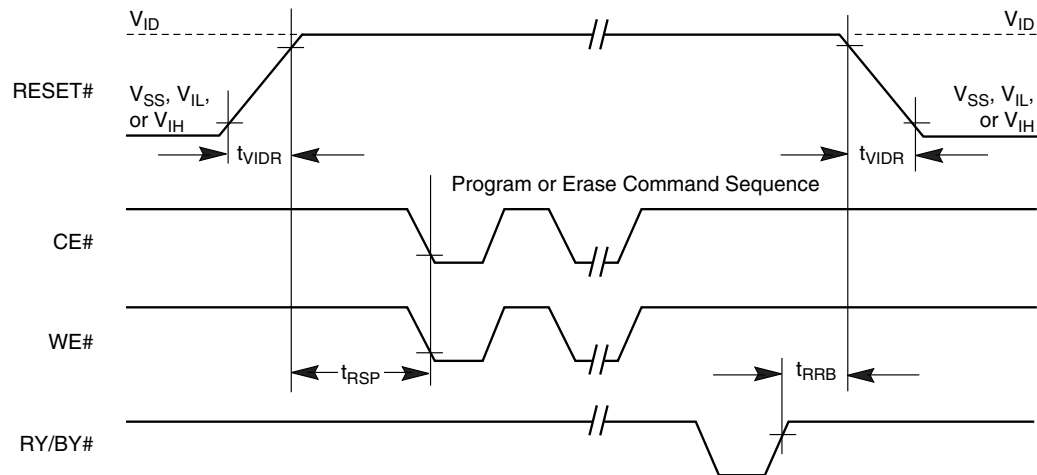 V_ID
V_ID
RESET#
V_SS, V_IL,
or V_IH
V_SS, V_IL,
or V_IH
t_VIDR
t_VIDR
Program or Erase Command Sequence
CE#
WE#
t_RSP
t_RRB
RY/BY#